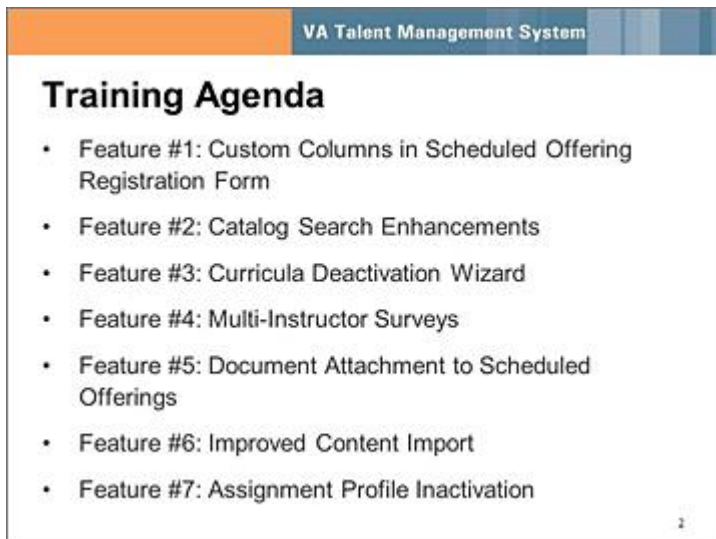 VA Talent Management System
Training Agenda
• Feature #1: Custom Columns in Scheduled Offering
Registration Form
• Feature #2: Catalog Search Enhancements
• Feature #3: Curricula Deactivation Wizard
• Feature #4: Multi-Instructor Surveys
• Feature #5: Document Attachment to Scheduled
Offerings
• Feature #6: Improved Content Import
• Feature #7: Assignment Profile Inactivation
2